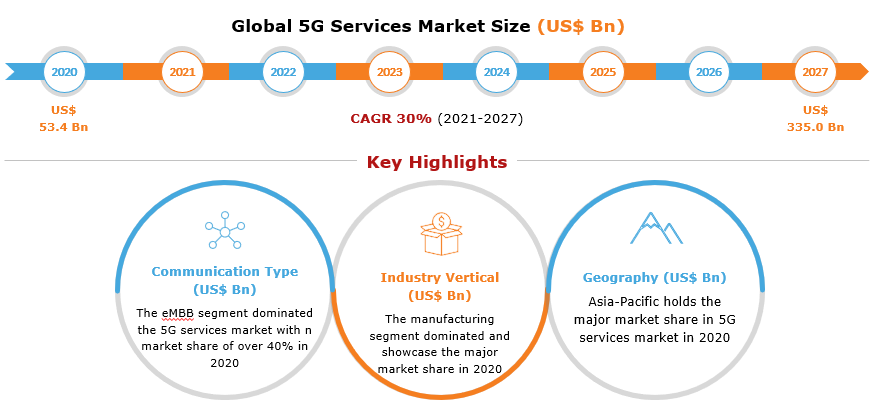 Global 5G Services Market Size (US$ Bn)
2020 2021 2022 2023 2024 2025 2026 2027
US$
53.4 Bn
US$
335.0 Bn
CAGR 30% (2021-2027)
Key Highlights
$
Communication Type
(US$ Bn)
The eMBB segment dominated
the 5G services market with n
market share of over 40% in
2020
Industry Vertical
(US$ Bn)
The manufacturing
segment dominated and
showcase the major
market share in 2020
Geography (US$ Bn)
Asia-Pacific holds the
major market share in 5G
services market in 2020